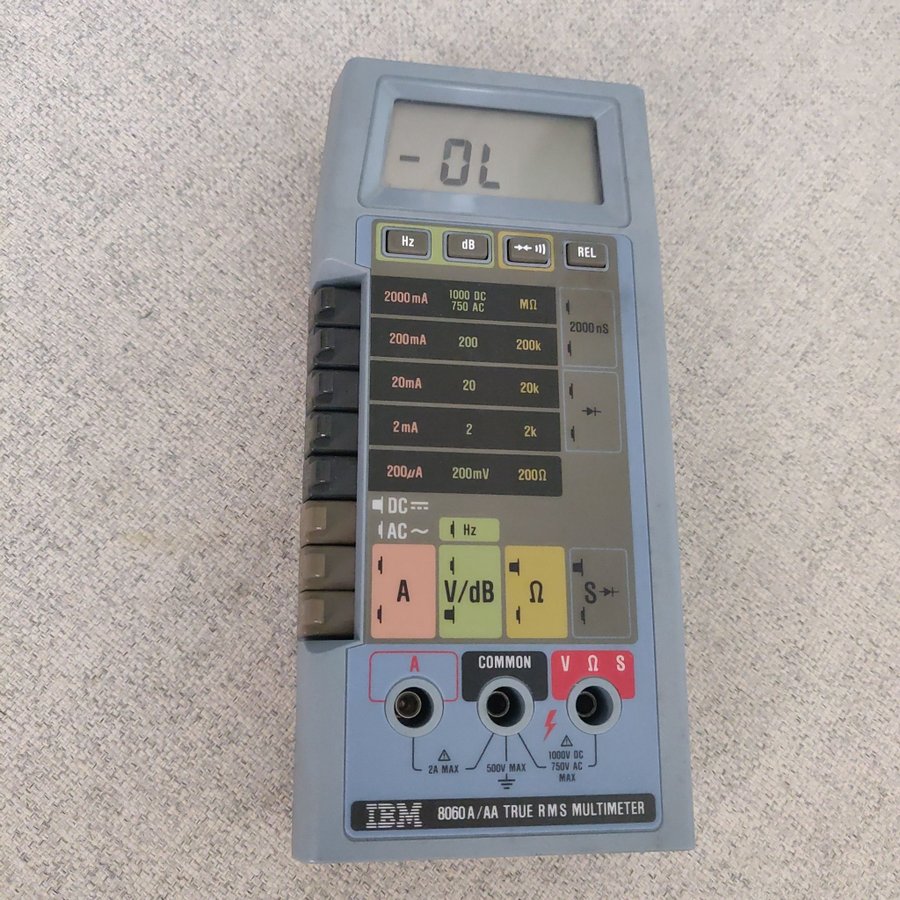 - OL
Hz dB REL
2000mA 1000 DC 750 AC MΩ
2000 nS
200mA 200 200k
20mA 20 20k
2mA 2 2k
200µA 200mV 200Ω
DC
AC Hz
A V/dB Ω S
A COMMON V Ω S
2A MAX 500V MAX 1000V DC
750V AC
MAX
IBM 8060A/AA TRUE RMS MULTIMETER